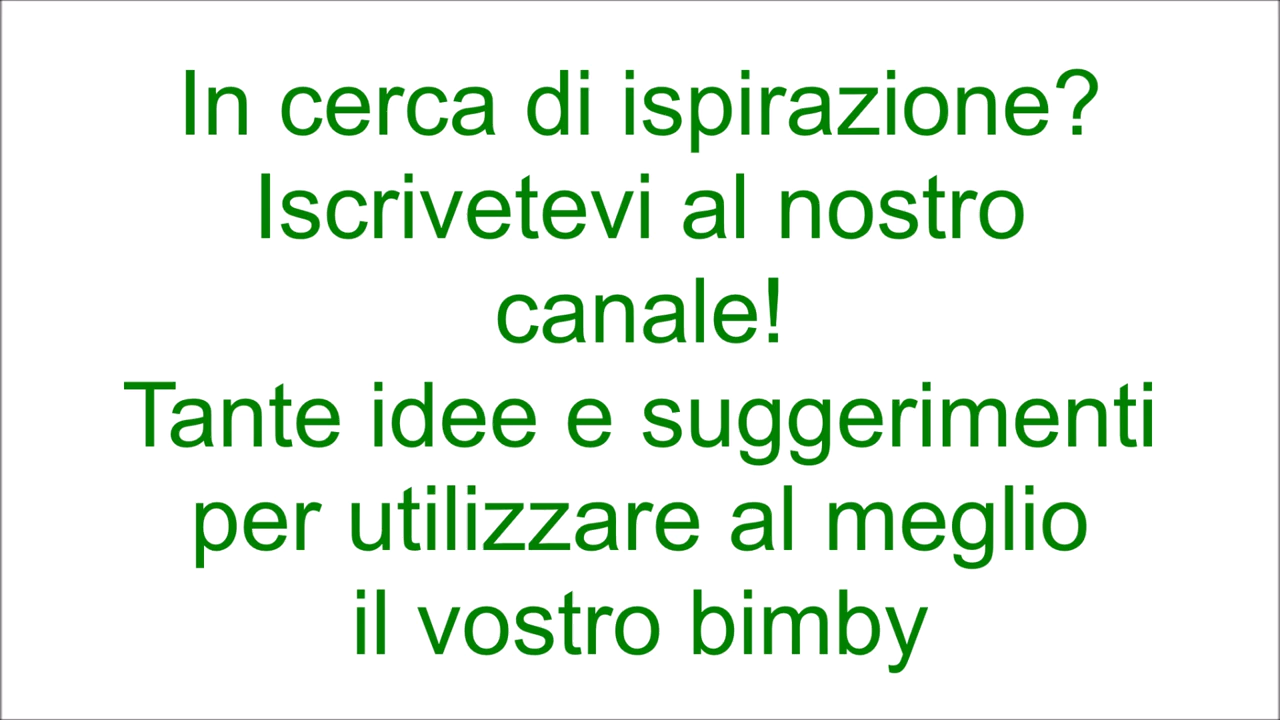 In cerca di ispirazione?
Iscrivetevi al nostro
canale!
Tante idee e suggerimenti
per utilizzare al meglio
il vostro bimby